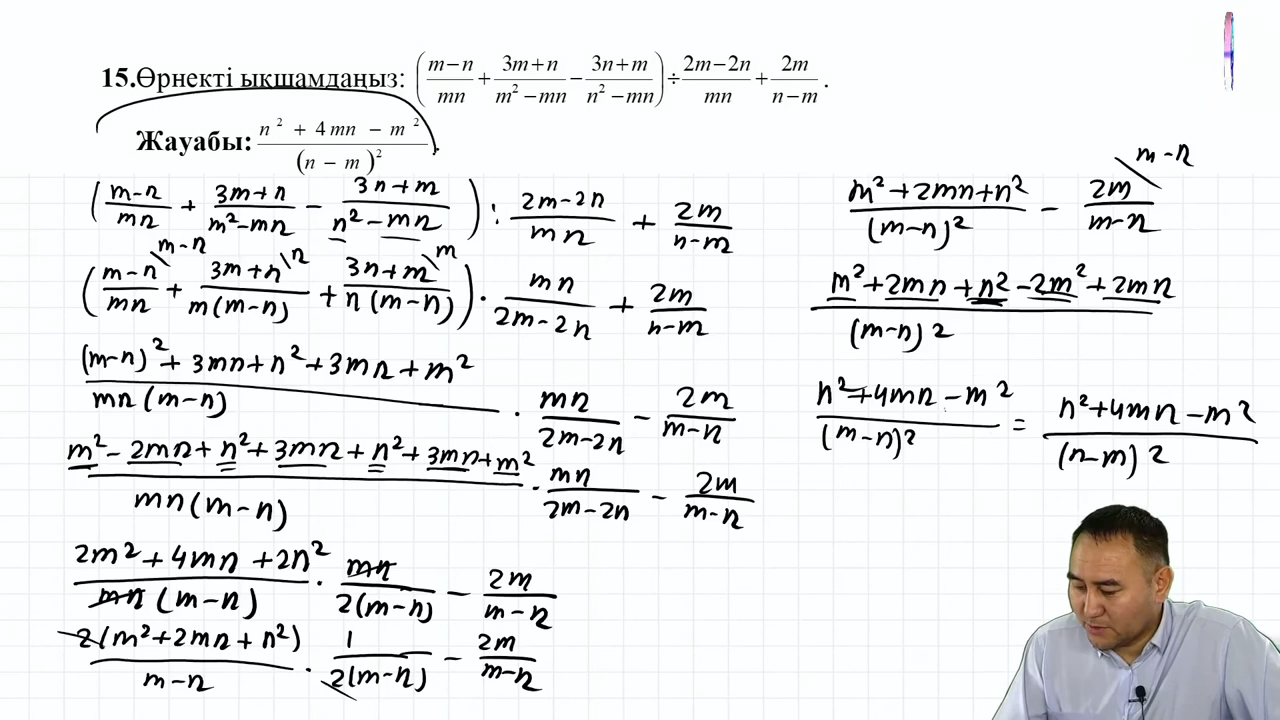 15.Өрнекті ықшамдаңыз: ((m−n)/(mn) + (3m+n)/(m²−mn) − (3n+m)/(n²−mn)) ÷ (2m−2n)/(mn) + (2m)/(n−m).
Жауабы: (n² + 4mn − m²)/((n − m)²).
((m−n)/(mn) + (3m+n)/(m²−mn) − (3n+m)/(n²−mn)) : (2m−2n)/(mn) + (2m)/(n−m)
((m−n)/(mn) \m−n + (3m+n)/(m(m−n)) \n + (3n+m)/(n(m−n)) \m) · (mn)/(2m−2n) + (2m)/(n−m)
((m−n)² + 3mn + n² + 3mn + m²)/(mn(m−n)) · (mn)/(2m−2n) − (2m)/(m−n)
(m² − 2mn + n² + 3mn + n² + 3mn + m²)/(mn(m−n)) · (mn)/(2m−2n) − (2m)/(m−n)
(2m² + 4mn + 2n²)/(mn(m−n)) · (mn)/(2(m−n)) − (2m)/(m−n)
(2(m² + 2mn + n²))/(m−n) · 1/(2(m−n)) − (2m)/(m−n)
(m² + 2mn + n²)/((m−n)²) − (2m)/(m−n) \m−n
(m² + 2mn + n² − 2m² + 2mn)/((m−n)²)
(n² + 4mn − m²)/((m−n)²) = (n² + 4mn − m²)/((n−m)²)